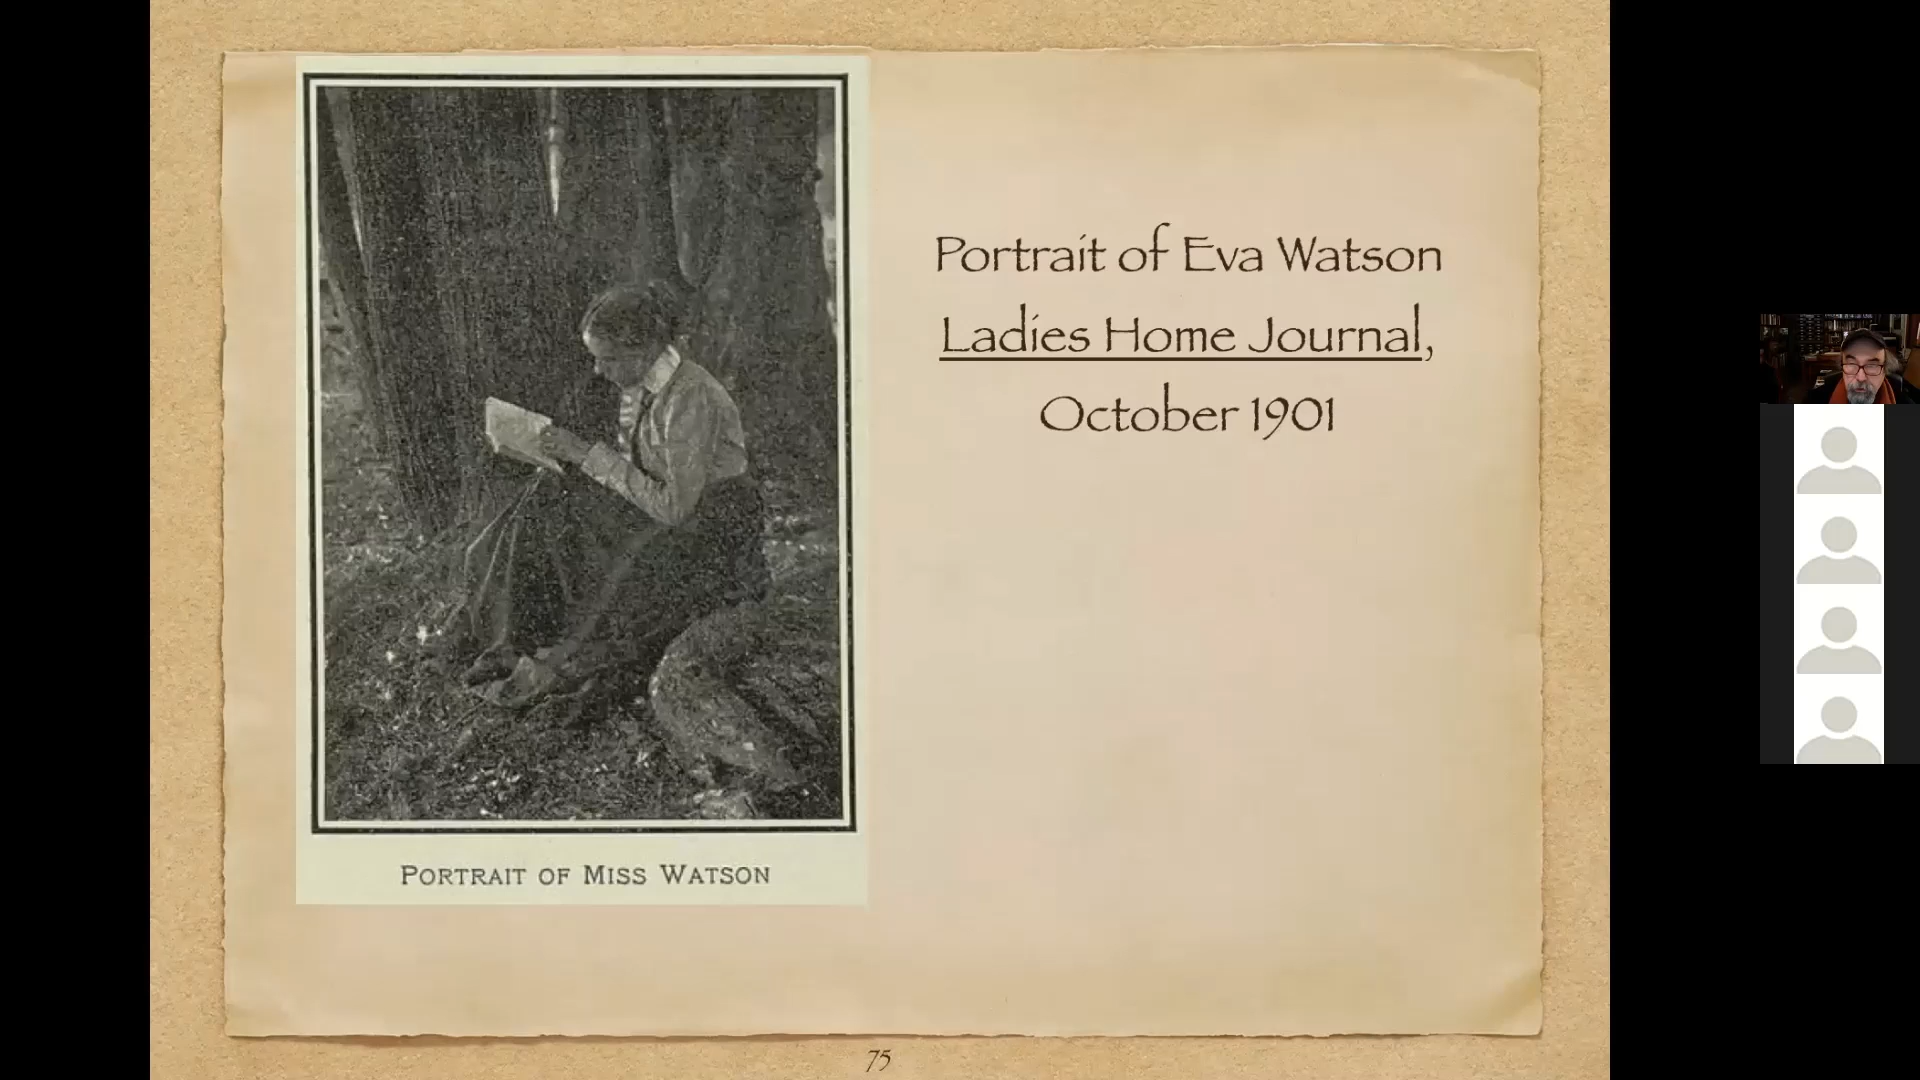 Portrait of Eva Watson
Ladies Home Journal,
October 1901
PORTRAIT OF MISS WATSON
75